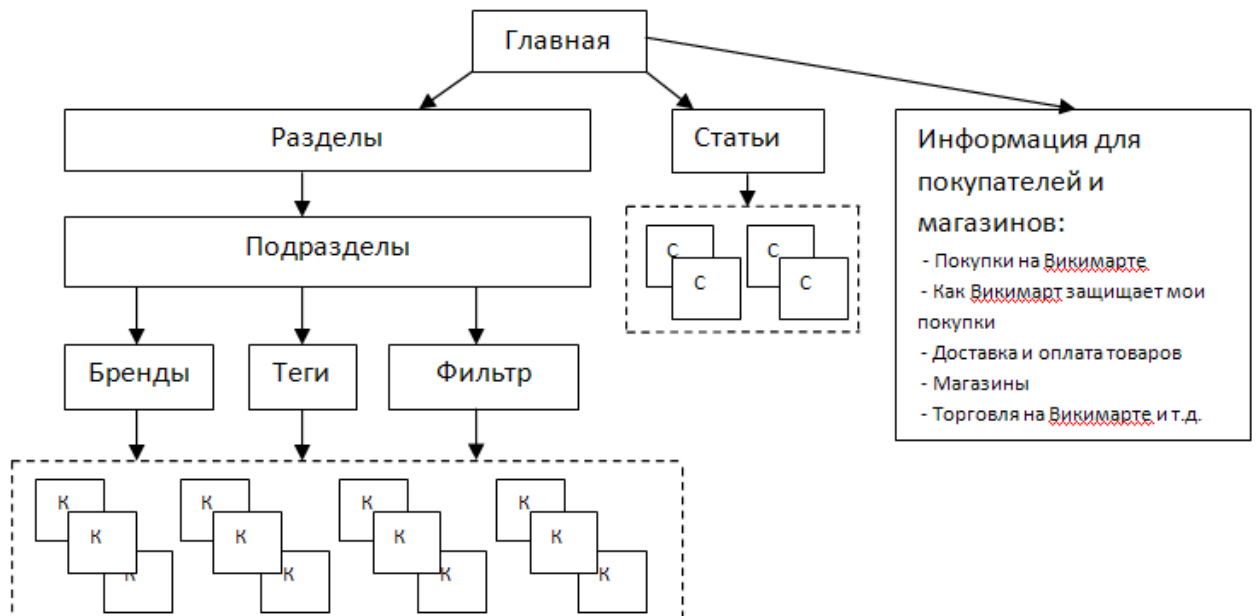 Главная
Разделы
Статьи
Информация для
покупателей и
магазинов:
- Покупки на Викимарте
- Как Викимарт защищает мои
покупки
- Доставка и оплата товаров
- Магазины
- Торговля на Викимарте и т.д.
Подразделы
С
С
С
С
Бренды
Теги
Фильтр
К
К
К
К
К
К
К
К
К
К
К
К